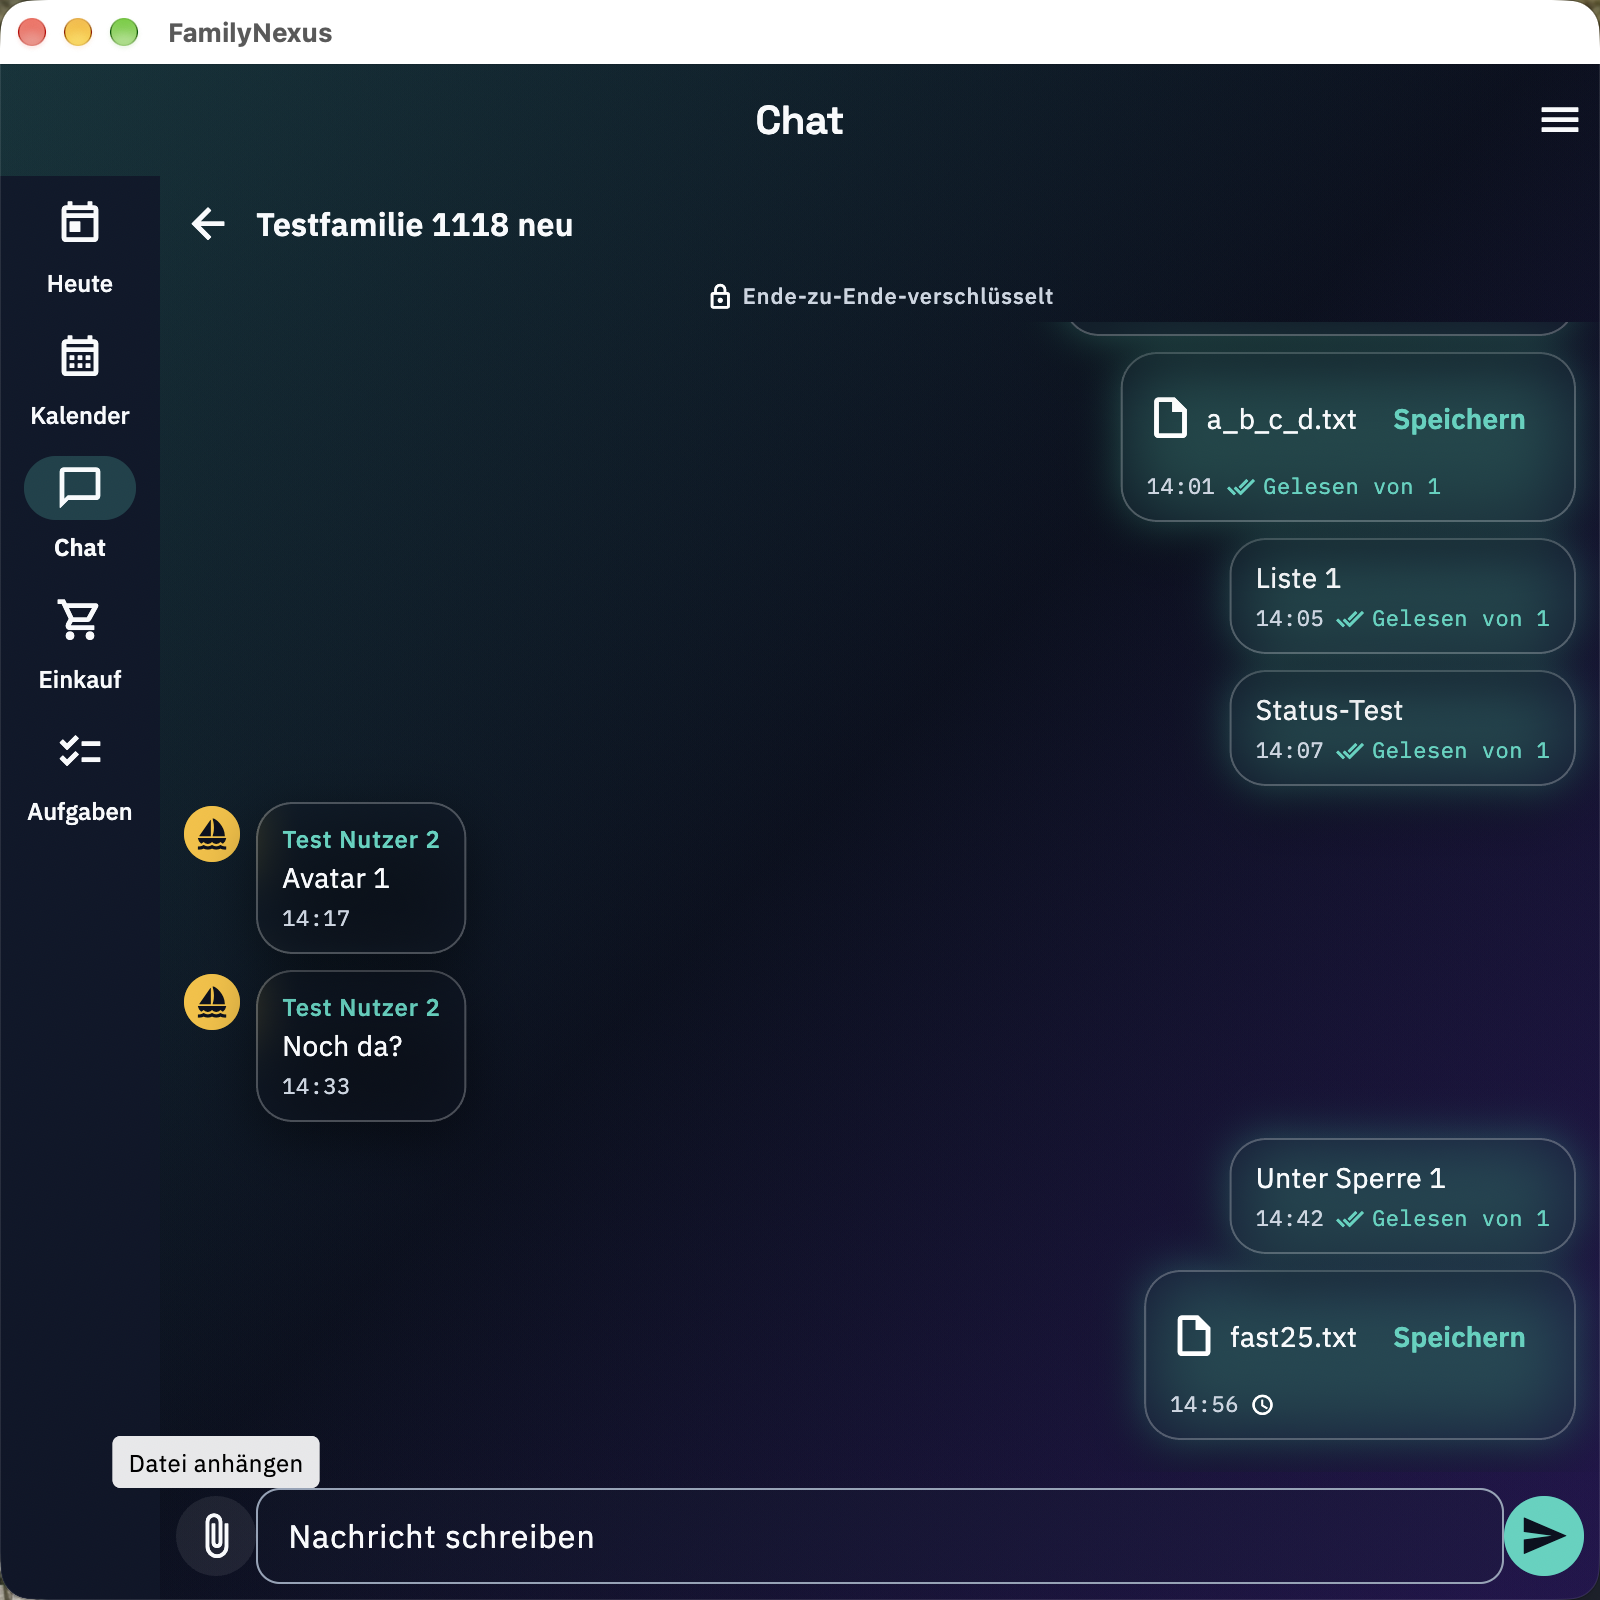 FamilyNexus
Chat
Heute
Kalender
Chat
Einkauf
Aufgaben
Testfamilie 1118 neu
Ende-zu-Ende-verschlüsselt
a_b_c_d.txt Speichern
14:01 Gelesen von 1
Liste 1
14:05 Gelesen von 1
Status-Test
14:07 Gelesen von 1
Test Nutzer 2
Avatar 1
14:17
Test Nutzer 2
Noch da?
14:33
Unter Sperre 1
14:42 Gelesen von 1
fast25.txt Speichern
14:56
Datei anhängen
Nachricht schreiben